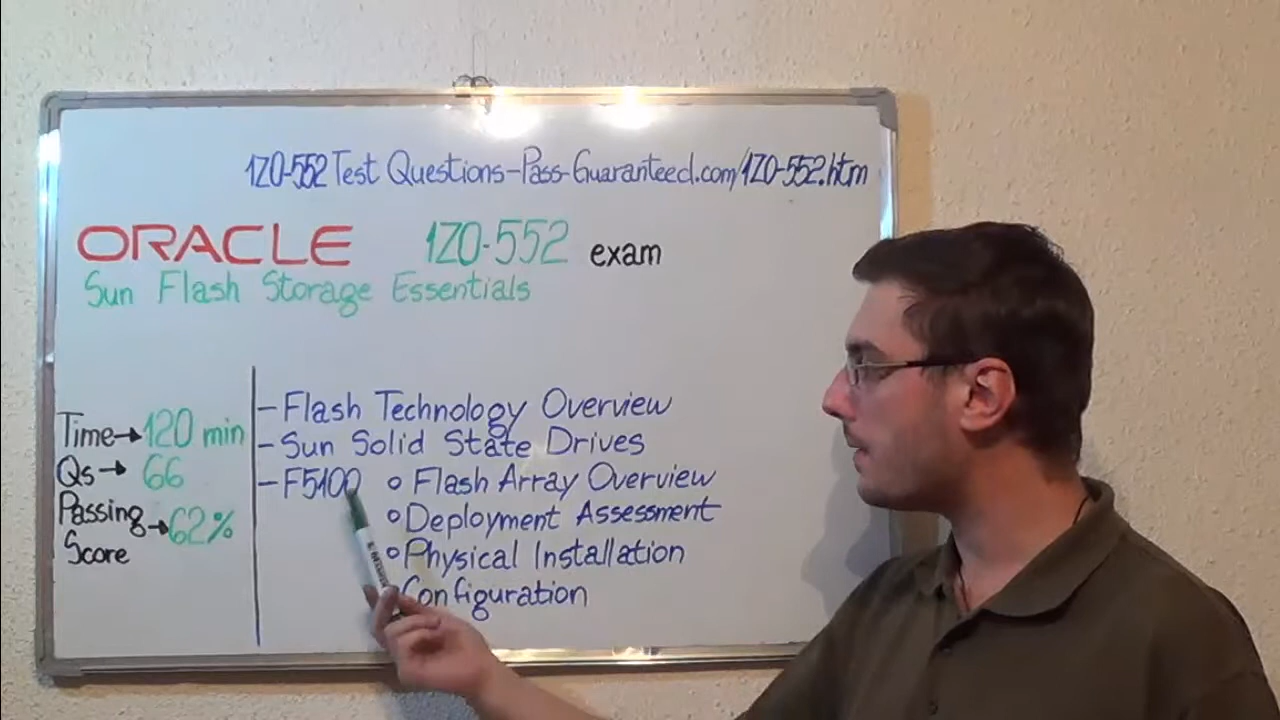 1Z0-552 Test Questions-Pass-Guaranteed.com/1Z0-552.htm
ORACLE 1Z0-552 exam
Sun Flash Storage Essentials
Time→120 min
Qs→ 66
Passing Score→62%
- Flash Technology Overview
- Sun Solid State Drives
- F5100 o Flash Array Overview
o Deployment Assessment
o Physical Installation
Configuration